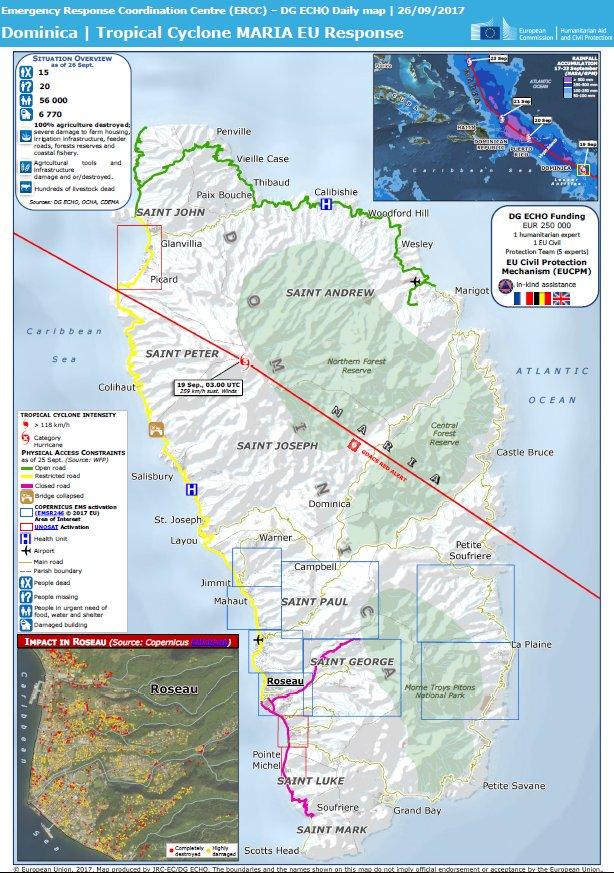 Emergency Response Coordination Centre (ERCC) – DG ECHO Daily map | 26/09/2017
Dominica | Tropical Cyclone MARIA EU Response
European Commission
Humanitarian Aid and Civil Protection
SITUATION OVERVIEW
as of 26 Sept.
15
20
56 000
6 770
100% agriculture destroyed;
severe damage to farm housing,
irrigation infrastructure, feeder
roads, forests reserves and
coastal fishery.
Agricultural tools and
infrastructure
damage and/or destroyed.
Hundreds of livestock dead
Sources: DG ECHO, OCHA, CDEMA
RAINFALL
ACCUMULATION
17-23 September
(NASA/GPM)
ATLANTIC
OCEAN
23 Sep
21 Sep
20 Sep
19 Sep
CUBA
HAITI
DOMINICAN
REPUBLIC
PUERTO
RICO
DOMINICA
Caribbean Sea
Lesser
Antilles
DG ECHO Funding
EUR 250 000
1 humanitarian expert
1 EU Civil
Protection Team (5 experts)
EU Civil Protection
Mechanism (EUCPM)
in-kind assistance
Penville
Vieille Case
Thibaud
Paix Bouche
Calibishie
H
Woodford Hill
SAINT JOHN
Glanvillia
Wesley
Picard
Marigot
SAINT ANDREW
DOMINICA
Caribbean
Sea
SAINT PETER
Northern Forest
Reserve
ATLANTIC
OCEAN
19 Sep., 03.00 UTC
259 km/h sust. Winds
Colihaut
MARIA
GDACS RED ALERT
Central
Forest
Reserve
SAINT JOSEPH
Castle Bruce
Salisbury
H
Dominica
St. Joseph
Layou
Warner
Petite
Soufriere
Campbell
Jimmit
Mahaut
SAINT PAUL
La Plaine
SAINT GEORGE
Roseau
Morne Troys Pitons
National Park
Pointe
Michel
SAINT LUKE
Petite Savane
Soufriere
Grand Bay
SAINT MARK
Scotts Head
TROPICAL CYCLONE INTENSITY
> 118 km/h
Category
Hurricane
PHYSICAL ACCESS CONSTRAINTS
as of 25 Sept. (Source: WFP)
Open road
Restricted road
Closed road
Bridge collapsed
COPERNICUS EMS activation
(EMSR246 © 2017 EU)
Area of Interest
UNOSAT Activation
H Health Unit
Airport
Main road
Parish boundary
People dead
People missing
People in urgent need of
food, water and shelter
Damaged building
IMPACT IN ROSEAU (Source: Copernicus
Roseau
Caribbean
Sea
Completely
destroyed
Highly
damaged
© European Union, 2017. Map produced by JRC-EC/DG ECHO. The boundaries and the names shown on this map do not imply official endorsement or acceptance by the European Union.